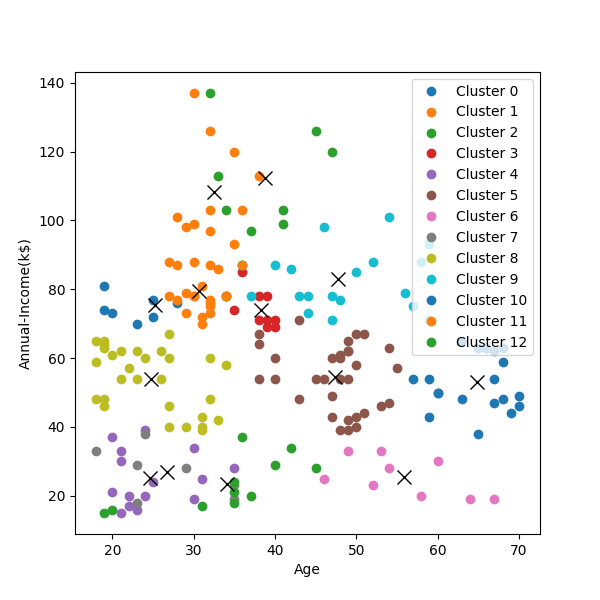 140
120
100
80
60
40
20
Annual-Income(k$)
20 30 40 50 60 70
Age
Cluster 0
Cluster 1
Cluster 2
Cluster 3
Cluster 4
Cluster 5
Cluster 6
Cluster 7
Cluster 8
Cluster 9
Cluster 10
Cluster 11
Cluster 12